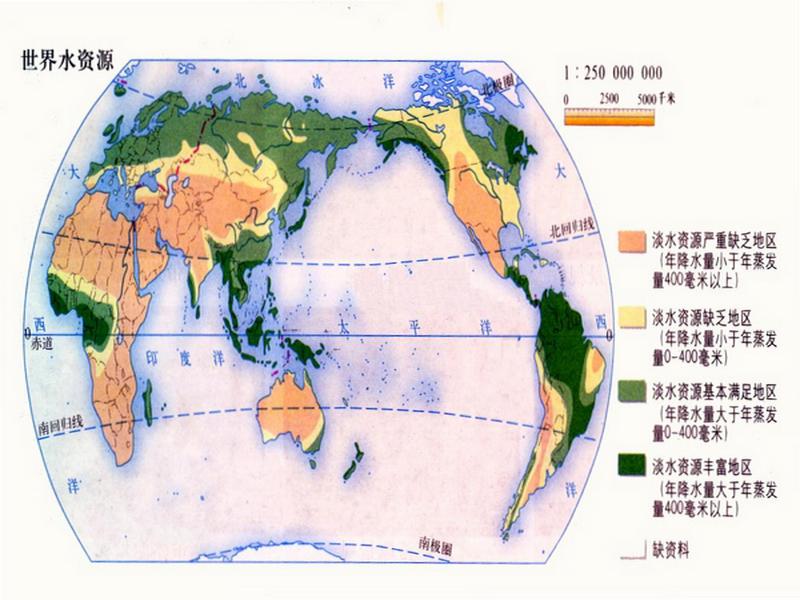 世界水资源
1：250 000 000
0 2500 5000千米
北 冰 洋
北极圈
大
大
北回归线
西
西
0
0
赤道
太 平 洋
印 度 洋
南回归线
洋
洋
南极圈
淡水资源严重缺乏地区
(年降水量小于年蒸发
量400毫米以上)
淡水资源缺乏地区
(年降水量小于年蒸发
量0-400毫米)
淡水资源基本满足地区
(年降水量大于年蒸发
量0-400毫米)
淡水资源丰富地区
(年降水量大于年蒸发
量400毫米以上)
缺资料